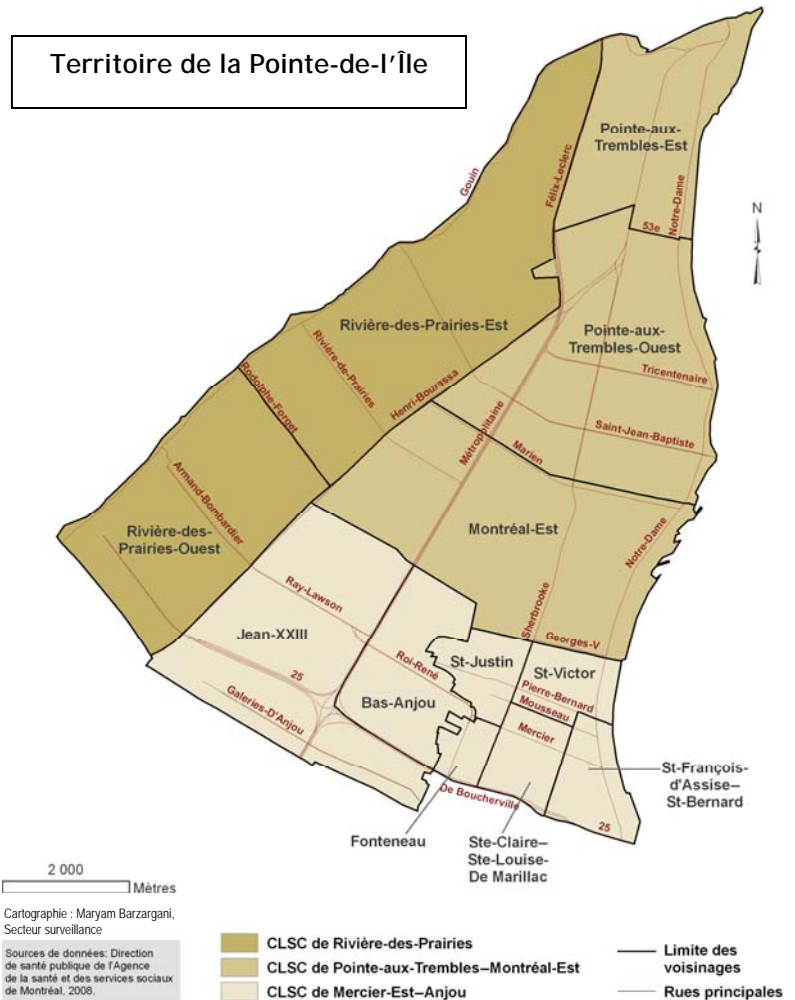 Territoire de la Pointe-de-l'Île
Pointe-aux-
Trembles-Est
Gouin
Félix-Leclerc
Notre-Dame
53e
N
Rivière-des-Prairies-Est
Pointe-aux-
Trembles-Ouest
Rivière-de-Prairies
Rodolphe-Forget
Henri-Bourassa
Tricentenaire
Métropolitaine
Saint-Jean-Baptiste
Marien
Armand-Bombardier
Rivière-des-
Prairies-Ouest
Montréal-Est
Notre-Dame
Ray-Lawson
Sherbrooke
Georges-V
Jean-XXIII
Roi-René
St-Justin
St-Victor
25
Pierre-Bernard
Bas-Anjou
Mousseau
Galeries-D'Anjou
Mercier
St-François-
d'Assise–
St-Bernard
De Boucherville
25
Fonteneau
Ste-Claire–
Ste-Louise-
De Marillac
2 000
Mètres
Cartographie : Maryam Barzargani,
Secteur surveillance
Sources de données: Direction
de santé publique de l'Agence
de la santé et des services sociaux
de Montréal, 2008.
CLSC de Rivière-des-Prairies
CLSC de Pointe-aux-Trembles–Montréal-Est
CLSC de Mercier-Est–Anjou
Limite des
voisinages
Rues principales